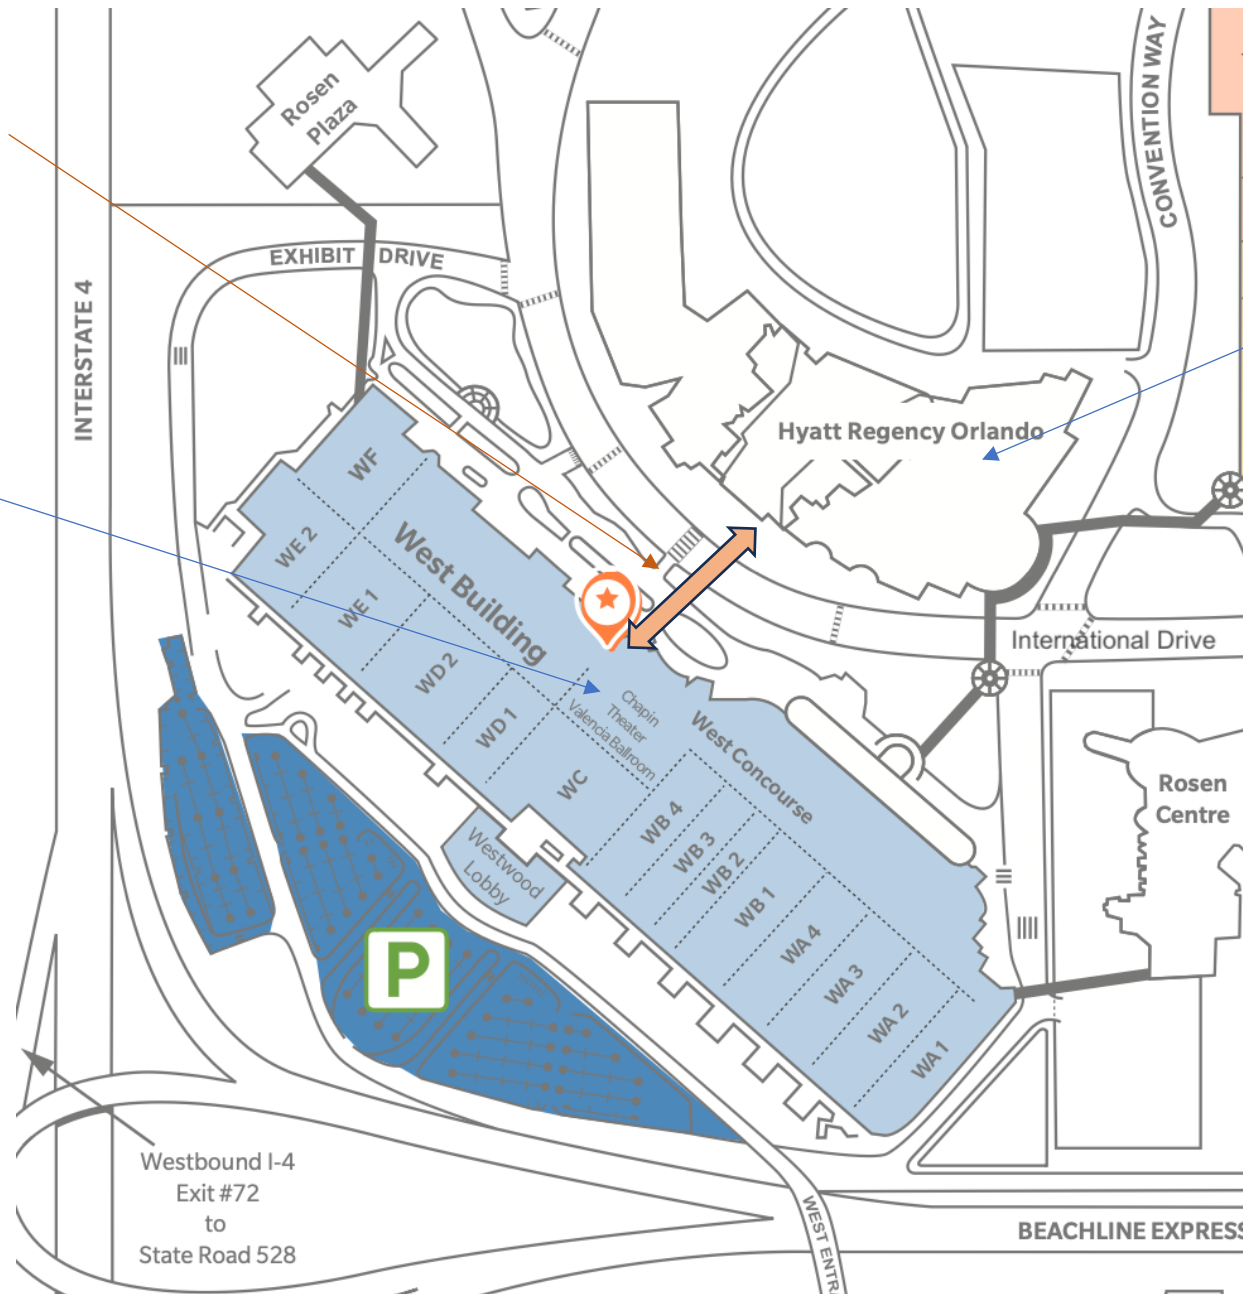 Rosen
Plaza
CONVENTION WAY
EXHIBIT DRIVE
INTERSTATE 4
Hyatt Regency Orlando
WF
WE 2
WE 1
West Building
WD 2
WD 1
International Drive
Chapin
Theater
Valencia Ballroom
West Concourse
WC
WB 4
WB 3
WB 2
WB 1
WA 4
WA 3
WA 2
WA 1
Rosen
Centre
Westwood
Lobby
P
Westbound I-4
Exit #72
to
State Road 528
WEST ENTRA
BEACHLINE EXPRESS